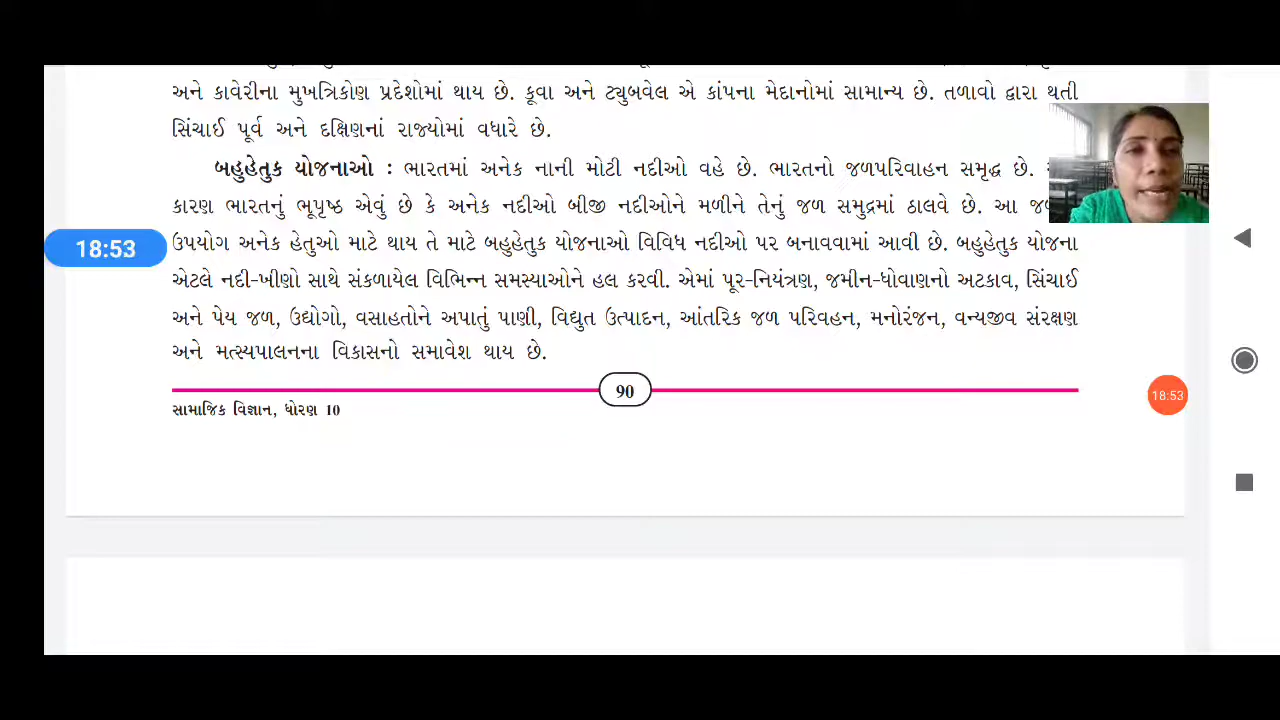 અને કાવેરીના મુખત્રિકોણ પ્રદેશોમાં થાય છે. કૂવા અને ટ્યુબવેલ એ કાંપના મેદાનોમાં સામાન્ય છે. તળાવો દ્વારા થતી
સિંચાઈ પૂર્વ અને દક્ષિણનાં રાજ્યોમાં વધારે છે.
બહુહેતુક યોજનાઓ : ભારતમાં અનેક નાની મોટી નદીઓ વહે છે. ભારતનો જળપરિવાહન સમૃદ્ધ છે.
કારણ ભારતનું ભૂપૃષ્ઠ એવું છે કે અનેક નદીઓ બીજી નદીઓને મળીને તેનું જળ સમુદ્રમાં ઠાલવે છે. આ
18:53
ઉપયોગ અનેક હેતુઓ માટે થાય તે માટે બહુહેતુક યોજનાઓ વિવિધ નદીઓ પર બનાવવામાં આવી છે. બહુહેતુક યોજના
એટલે નદી-ખીણો સાથે સંકળાયેલ વિભિન્ન સમસ્યાઓને હલ કરવી. એમાં પૂર-નિયંત્રણ, જમીન-ધોવાણનો અટકાવ, સિંચાઈ
અને પેય જળ, ઉદ્યોગો, વસાહતોને અપાતું પાણી, વિદ્યુત ઉત્પાદન, આંતરિક જળ પરિવહન, મનોરંજન, વન્યજીવ સંરક્ષણ
અને મત્સ્યપાલનના વિકાસનો સમાવેશ થાય છે.
90
18:53
સામાજિક વિજ્ઞાન, ધોરણ 10